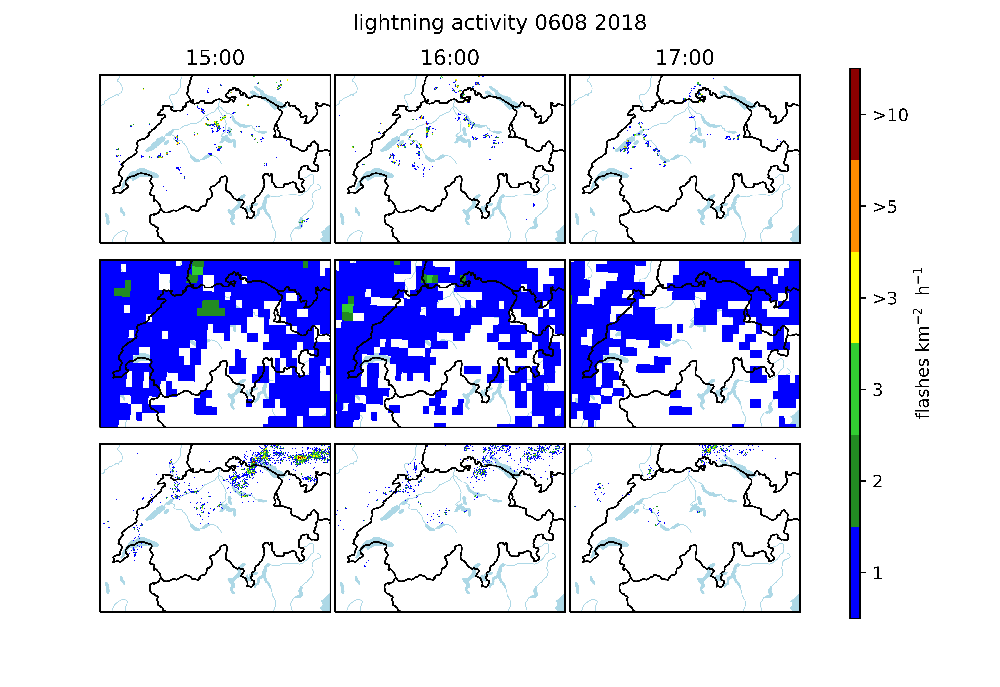 lightning activity 0608 2018
15:00 16:00 17:00
>10
>5
>3
3
2
1
flashes km⁻² h⁻¹